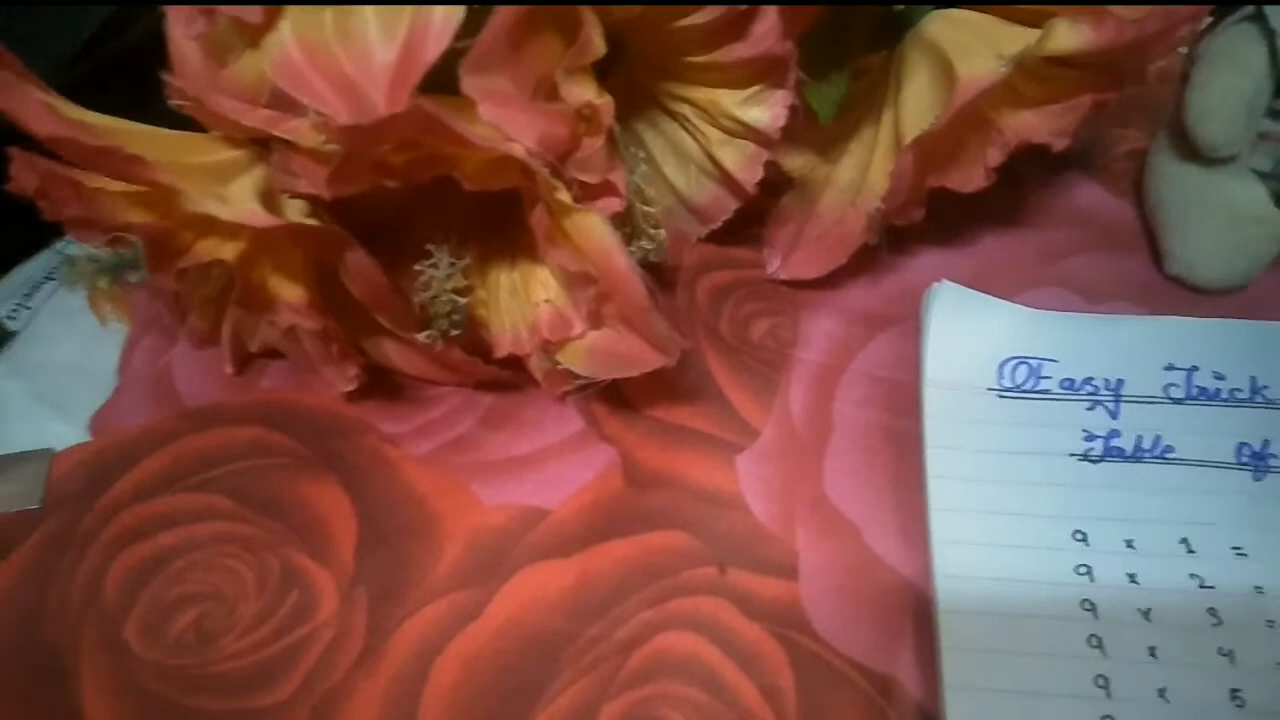 Easy Trick
Table Of
9 x 1 =
9 x 2 =
9 x 3 =
9 x 4
9 x 5